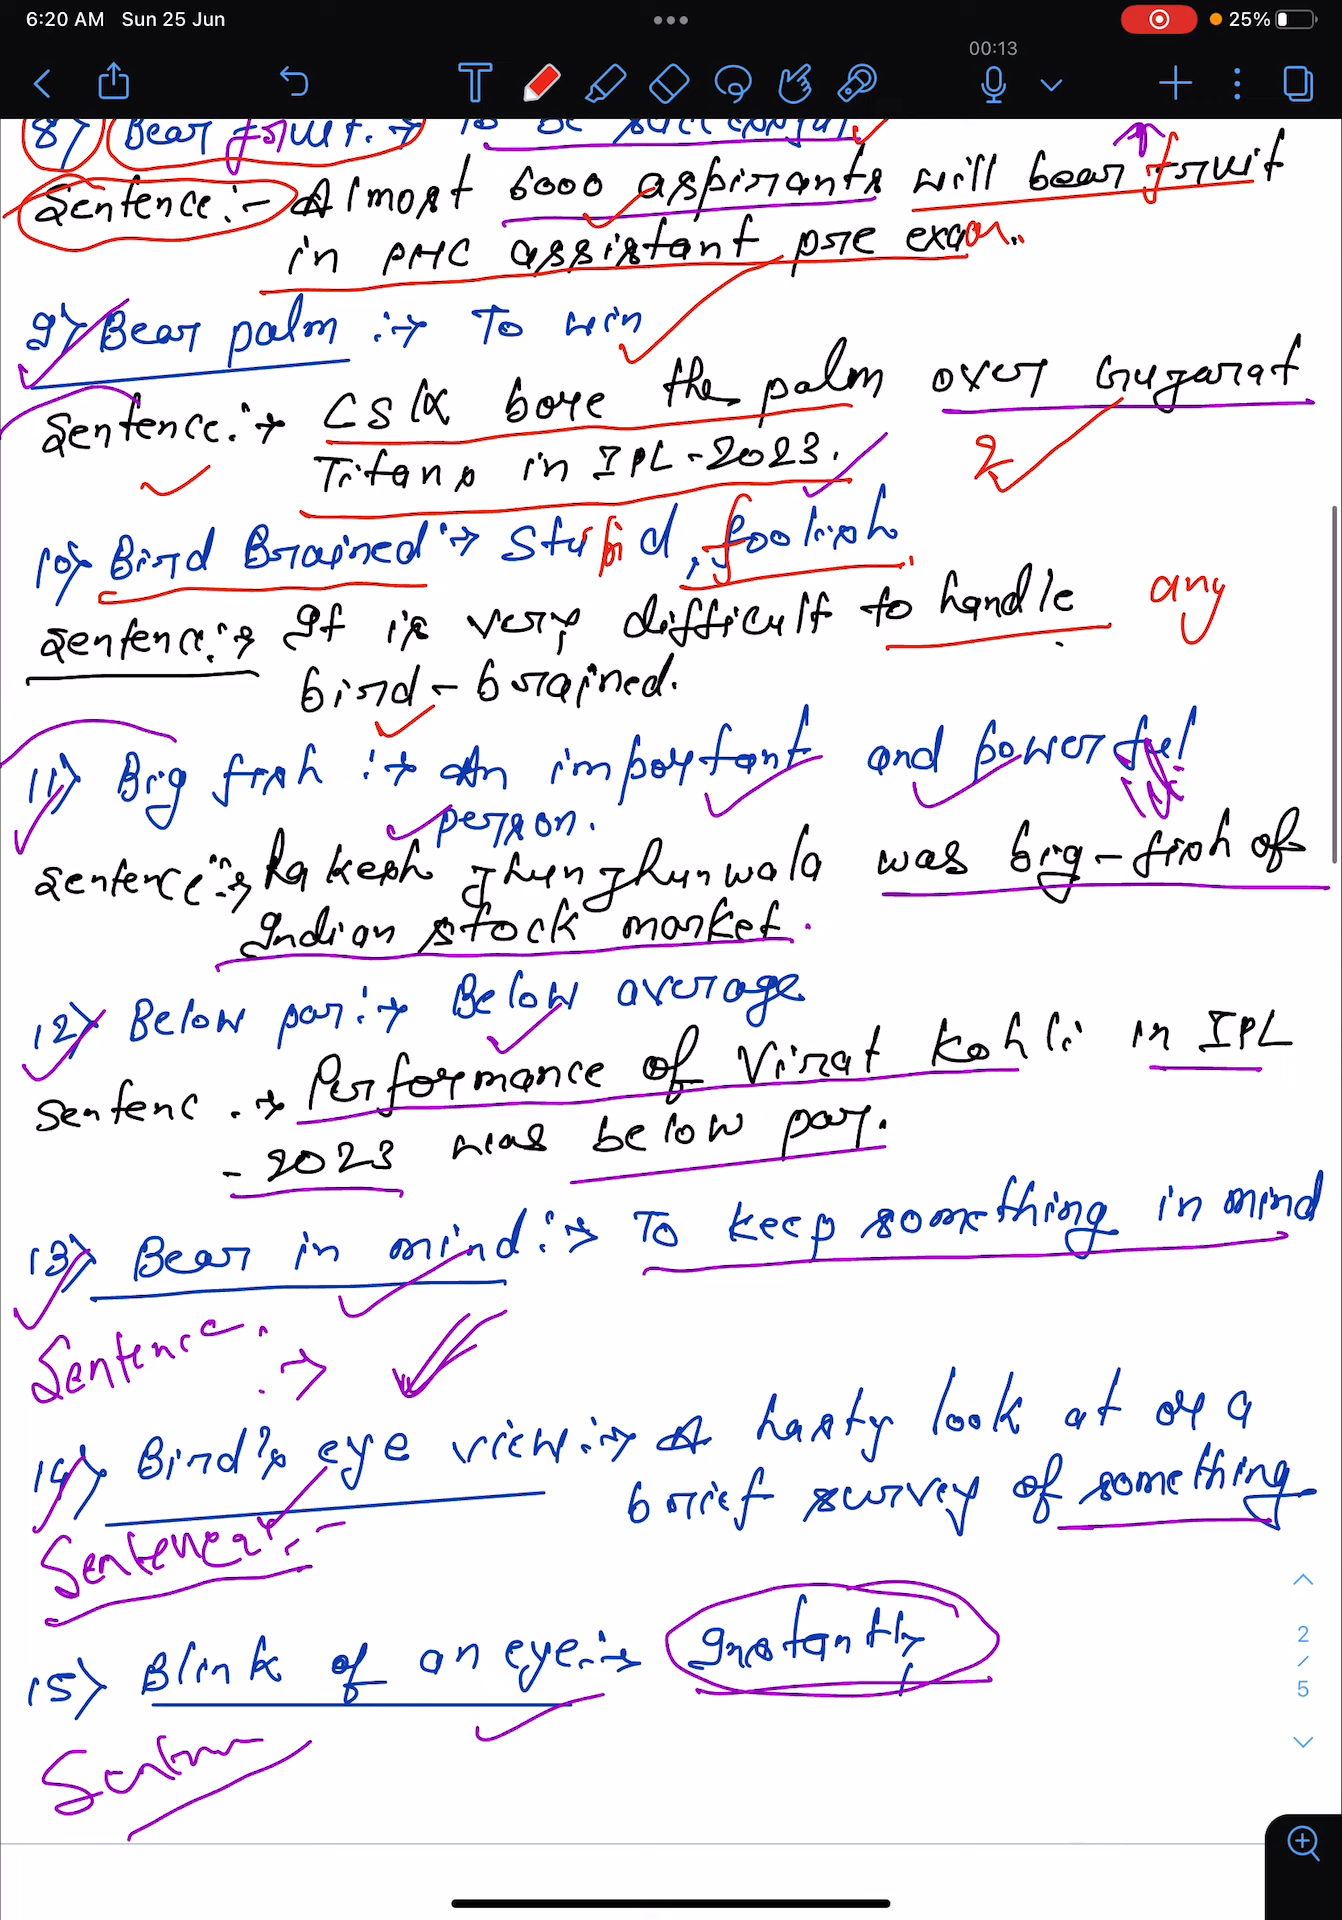 6:20 AM Sun 25 Jun
25%
00:13
8) Bear fruit :→ To be successful
Sentence :- Almost 6000 aspirants will bear fruit
in PHC assistant pre exam.
9) Bear palm :→ To win
Sentence :→ CSK bore the palm over Gujarat
Titans in IPL-2023.
2
10) Bird Brained :→ Stupid, foolish.
Sentence :→ It is very difficult to handle any
bird-brained.
11) Big fish :→ An important and powerful
person.
Sentence :→ Rakesh Jhunjhunwala was big-fish of
Indian stock market.
12) Below par :→ Below average
Sentenc :→ Performance of Virat Kohli in IPL
-2023 was below par.
13) Bear in mind :→ To keep something in mind
Sentence :→
14) Bird's eye view :→ A hasty look at or a
brief survey of something
Sentence :-
15) Blink of an eye :→ Instantly
2
/
5